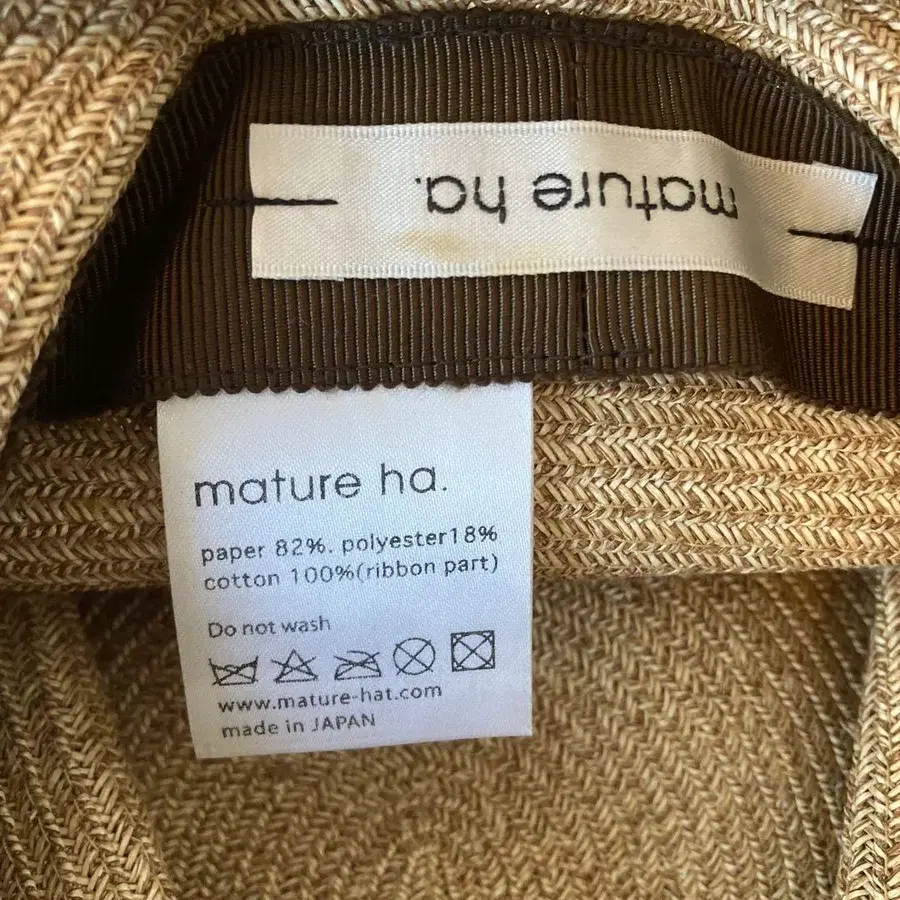 mature ha.
mature ha.
paper 82%. polyester18%
cotton 100%(ribbon part)
Do not wash
www.mature-hat.com
made in JAPAN